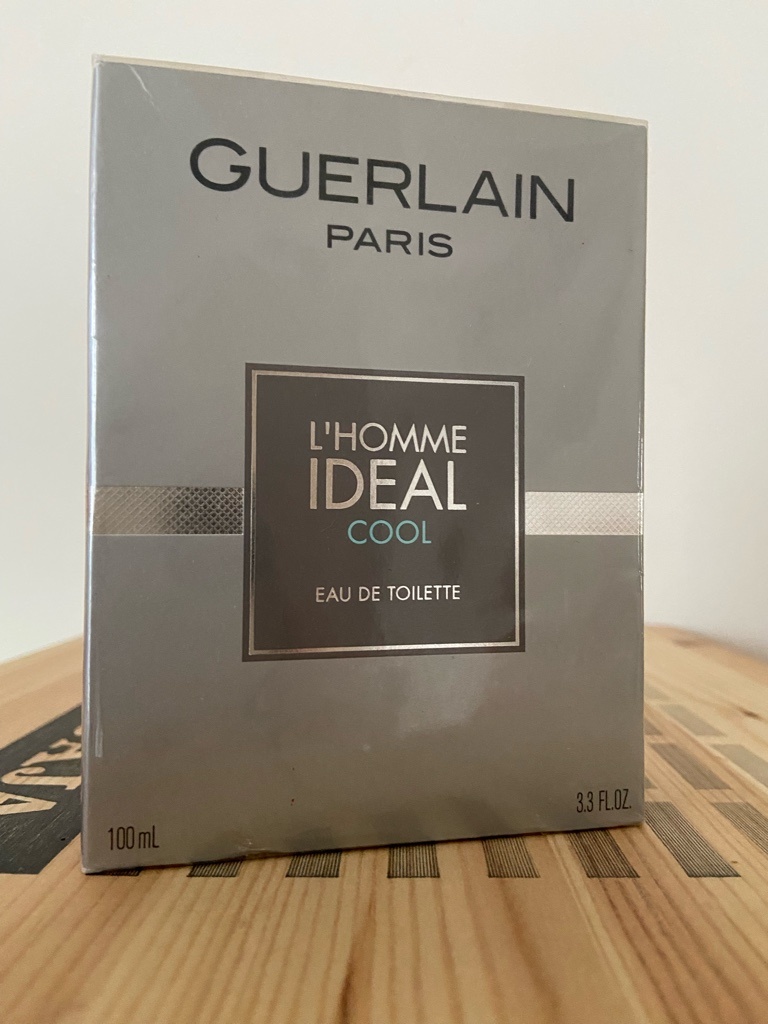 GUERLAIN
PARIS
L'HOMME
IDEAL
COOL
EAU DE TOILETTE
100 mL
3.3 FL.OZ.